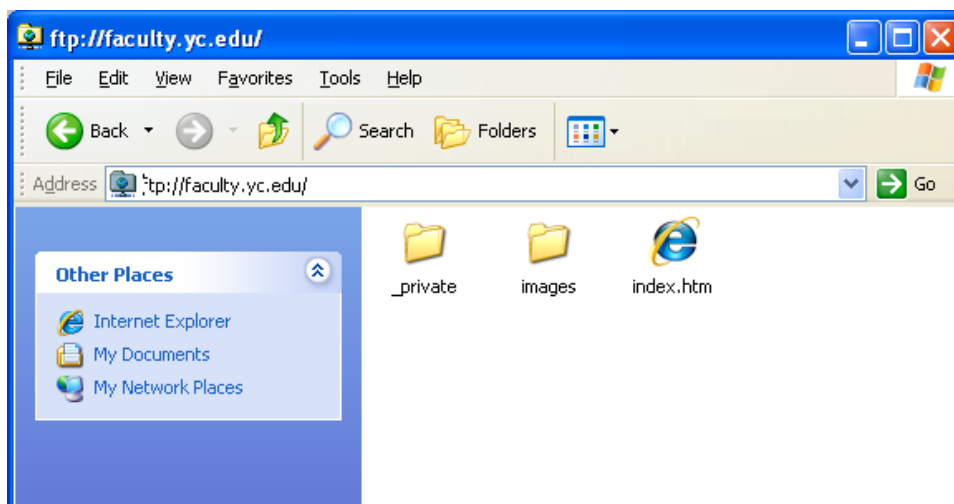 ftp://faculty.yc.edu/
File Edit View Favorites Tools Help
Back Search Folders
Address tp://faculty.yc.edu/ Go
Other Places
Internet Explorer
My Documents
My Network Places
_private images index.htm